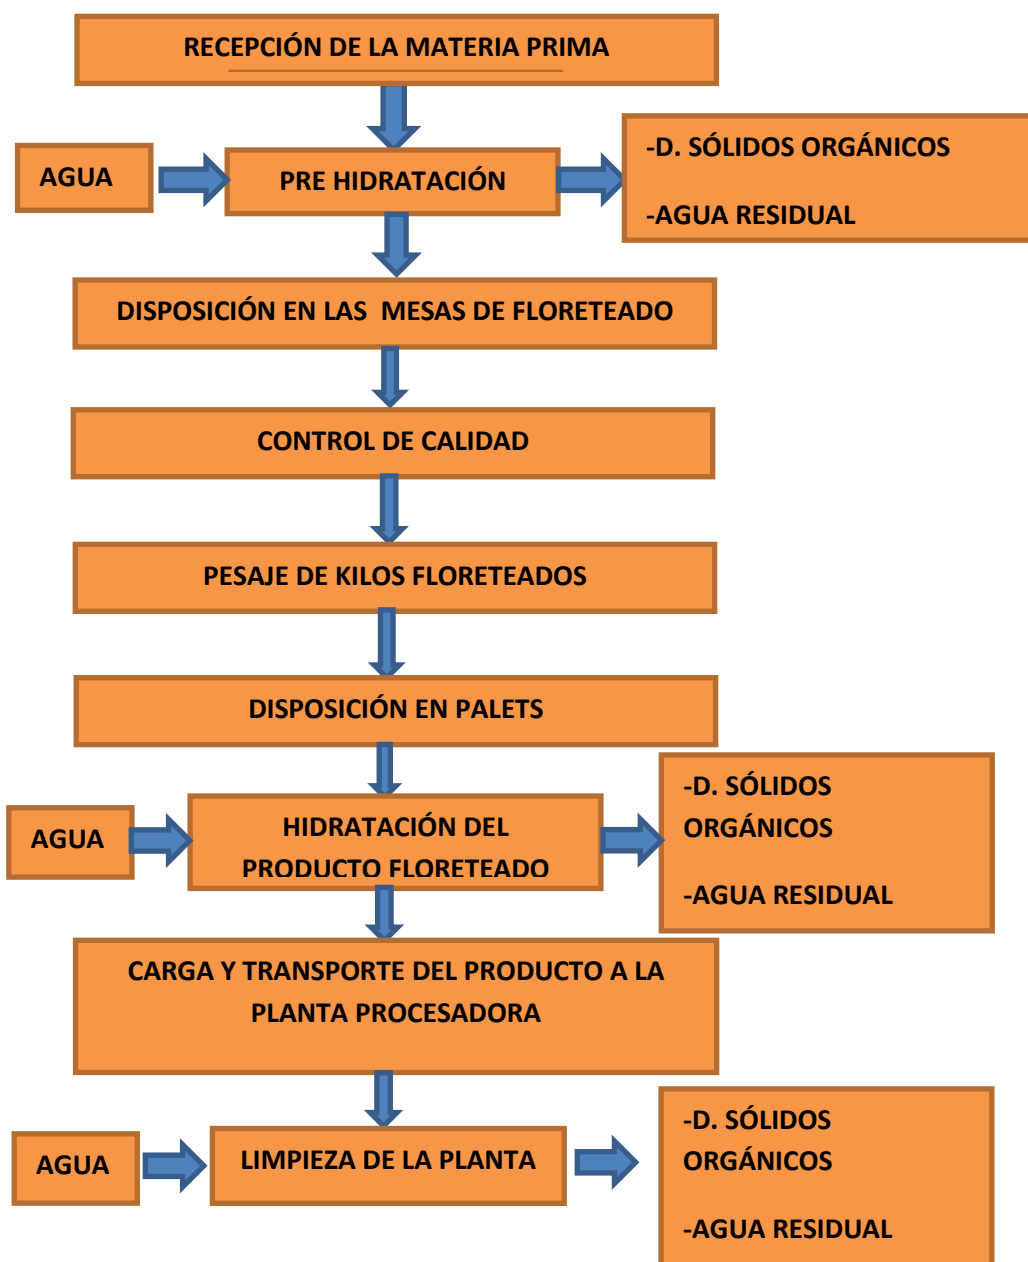 RECEPCIÓN DE LA MATERIA PRIMA
AGUA
PRE HIDRATACIÓN
-D. SÓLIDOS ORGÁNICOS
-AGUA RESIDUAL
DISPOSICIÓN EN LAS MESAS DE FLORETEADO
CONTROL DE CALIDAD
PESAJE DE KILOS FLORETEADOS
DISPOSICIÓN EN PALETS
AGUA
HIDRATACIÓN DEL
PRODUCTO FLORETEADO
-D. SÓLIDOS
ORGÁNICOS
-AGUA RESIDUAL
CARGA Y TRANSPORTE DEL PRODUCTO A LA
PLANTA PROCESADORA
AGUA
LIMPIEZA DE LA PLANTA
-D. SÓLIDOS
ORGÁNICOS
-AGUA RESIDUAL